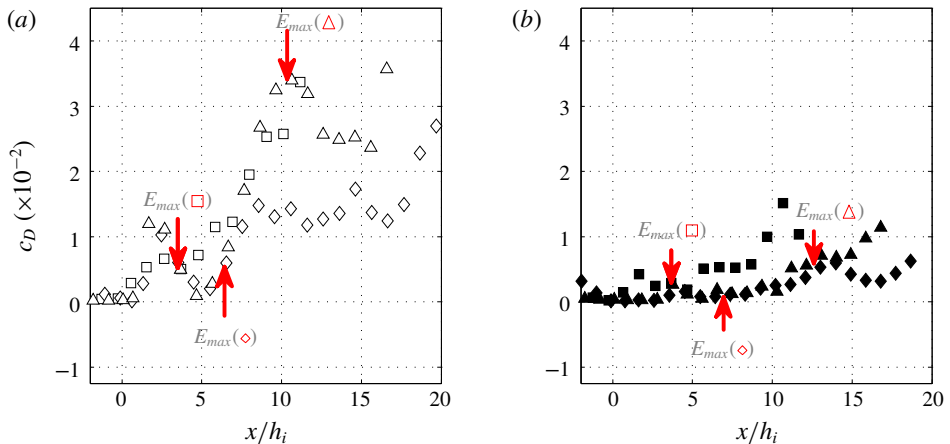 (a)
E_max(△)
E_max(□)
E_max(◇)
c_D (×10⁻²)
4
3
2
1
0
−1
0 5 10 15 20
x/h_i
(b)
E_max(□)
E_max(△)
E_max(◇)
4
3
2
1
0
−1
0 5 10 15 20
x/h_i